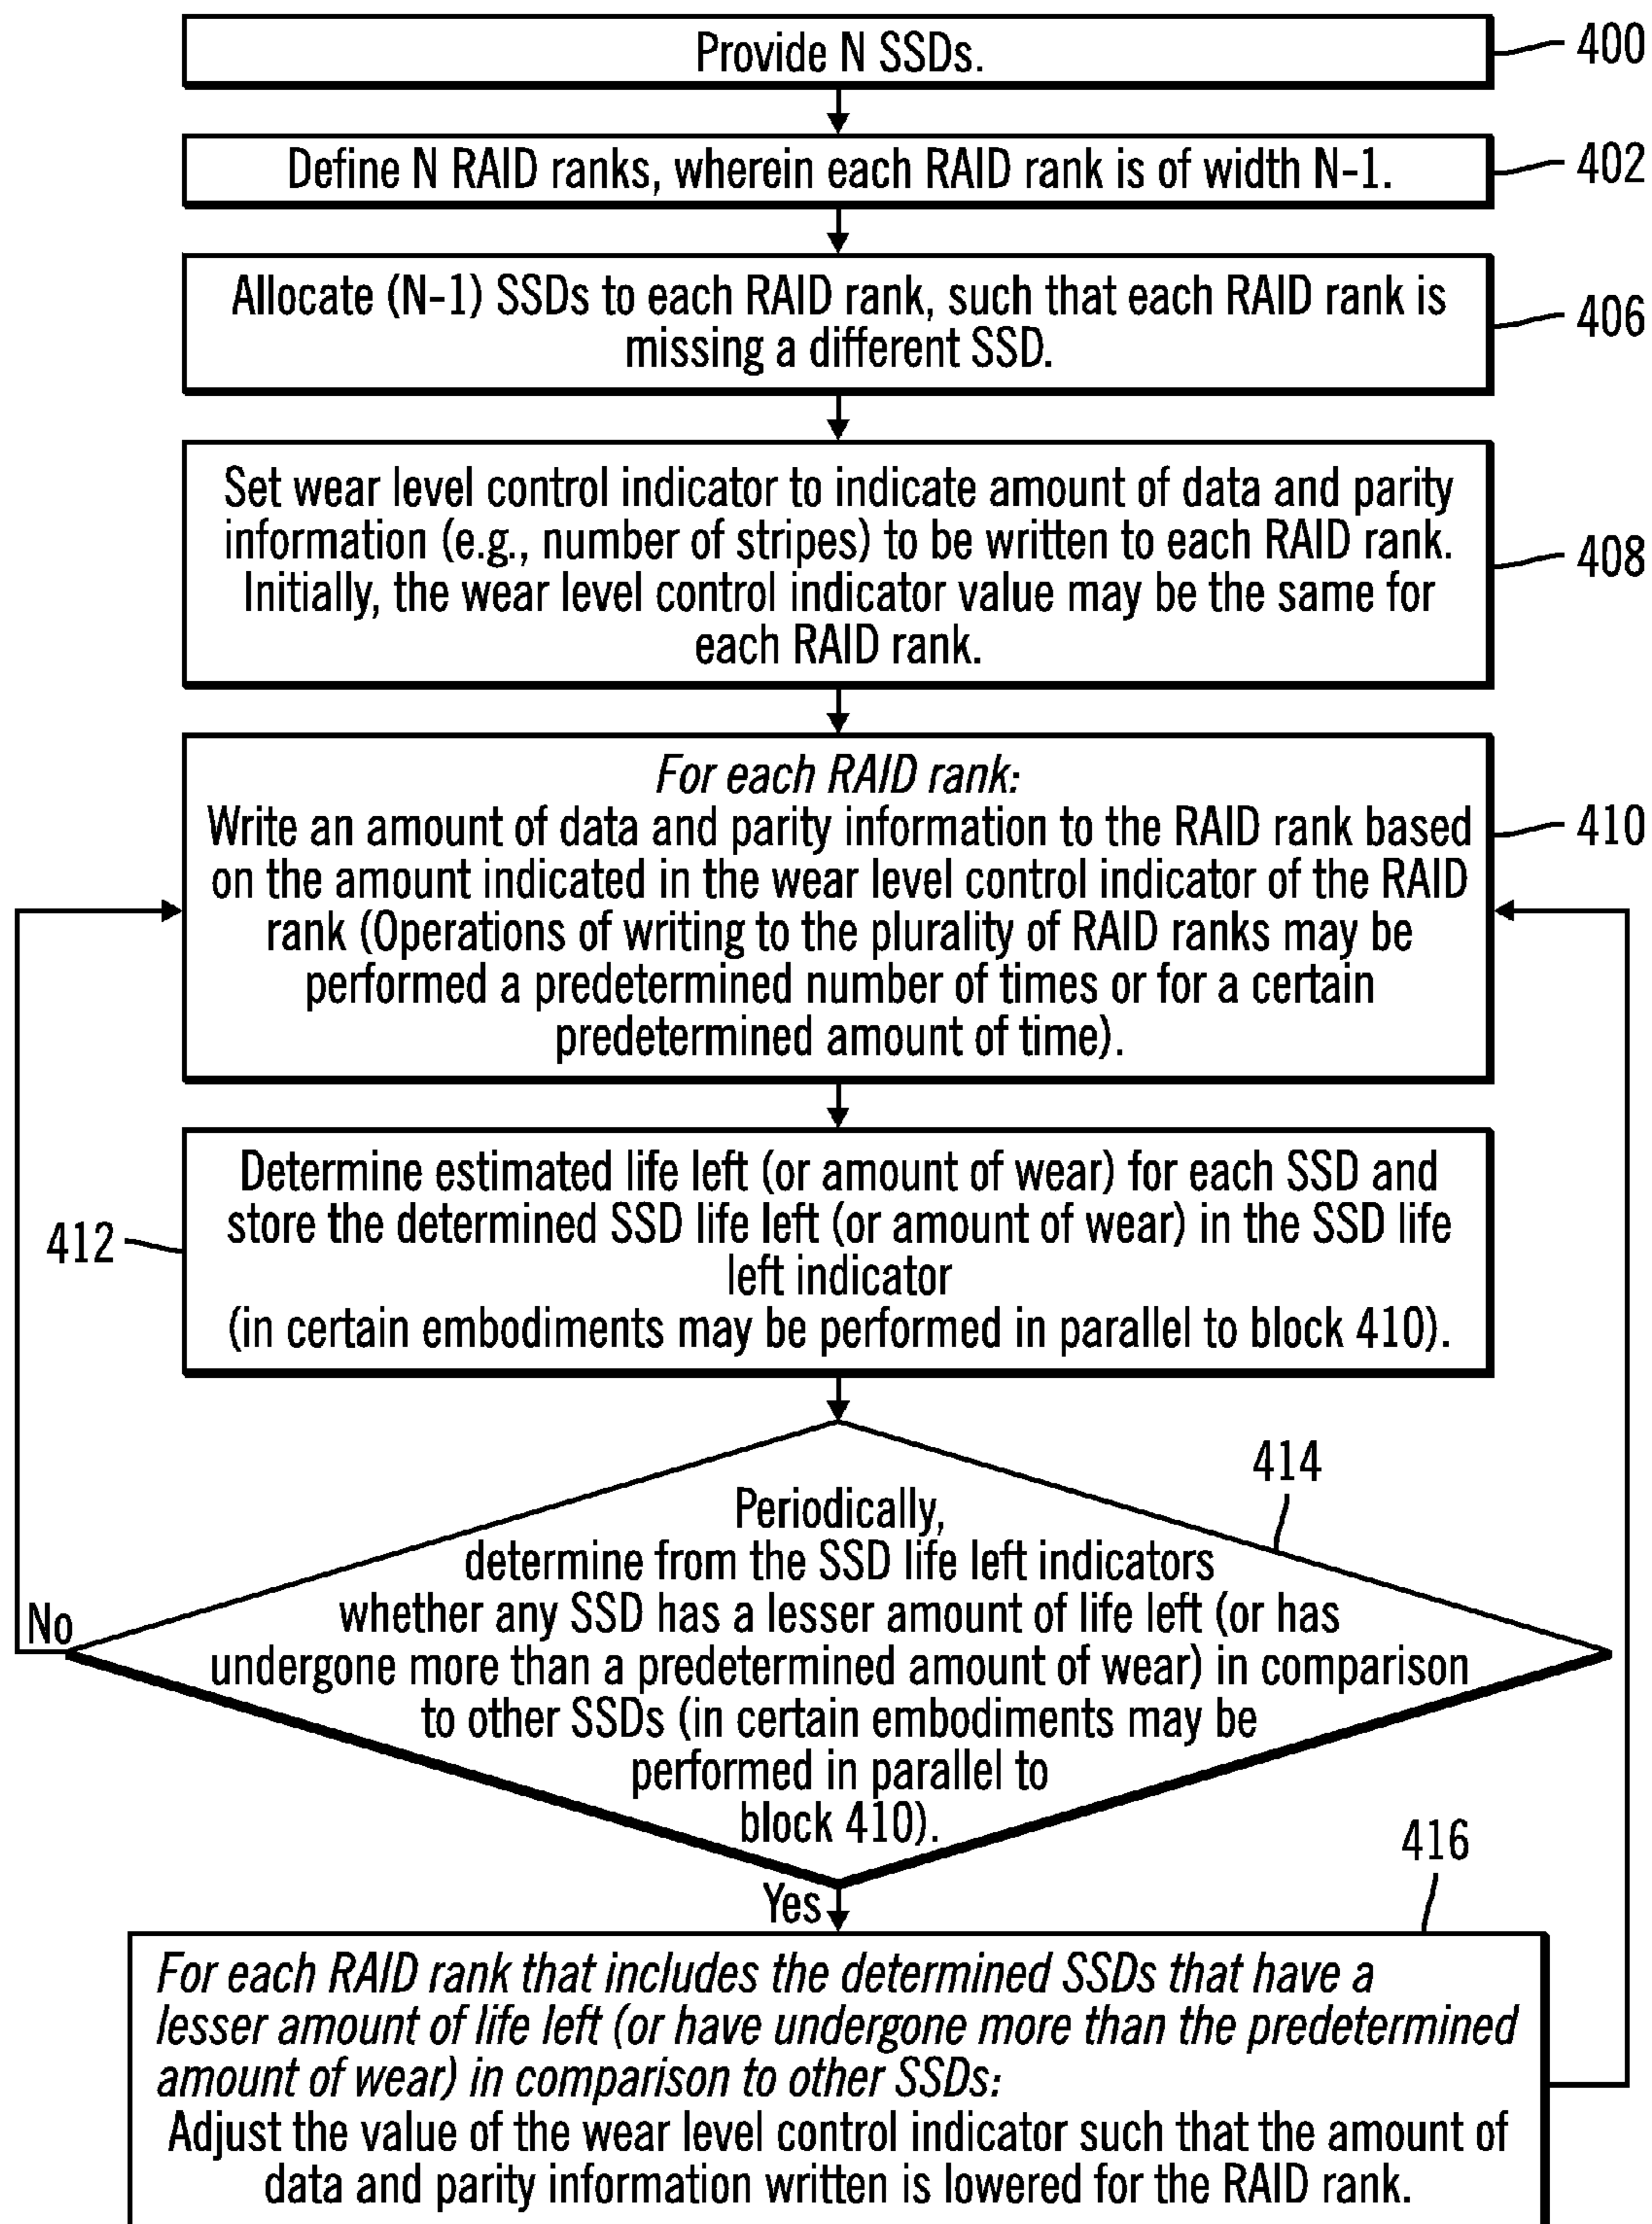 Provide N SSDs.
400
Define N RAID ranks, wherein each RAID rank is of width N-1.
402
Allocate (N-1) SSDs to each RAID rank, such that each RAID rank is
missing a different SSD.
406
Set wear level control indicator to indicate amount of data and parity
information (e.g., number of stripes) to be written to each RAID rank.
Initially, the wear level control indicator value may be the same for
each RAID rank.
408
For each RAID rank:
Write an amount of data and parity information to the RAID rank based
on the amount indicated in the wear level control indicator of the RAID
rank (Operations of writing to the plurality of RAID ranks may be
performed a predetermined number of times or for a certain
predetermined amount of time).
410
Determine estimated life left (or amount of wear) for each SSD and
store the determined SSD life left (or amount of wear) in the SSD life
left indicator
(in certain embodiments may be performed in parallel to block 410).
412
414
Periodically,
determine from the SSD life left indicators
whether any SSD has a lesser amount of life left (or has
undergone more than a predetermined amount of wear) in comparison
to other SSDs (in certain embodiments may be
performed in parallel to
block 410).
No
Yes
416
For each RAID rank that includes the determined SSDs that have a
lesser amount of life left (or have undergone more than the predetermined
amount of wear) in comparison to other SSDs:
Adjust the value of the wear level control indicator such that the amount of
data and parity information written is lowered for the RAID rank.